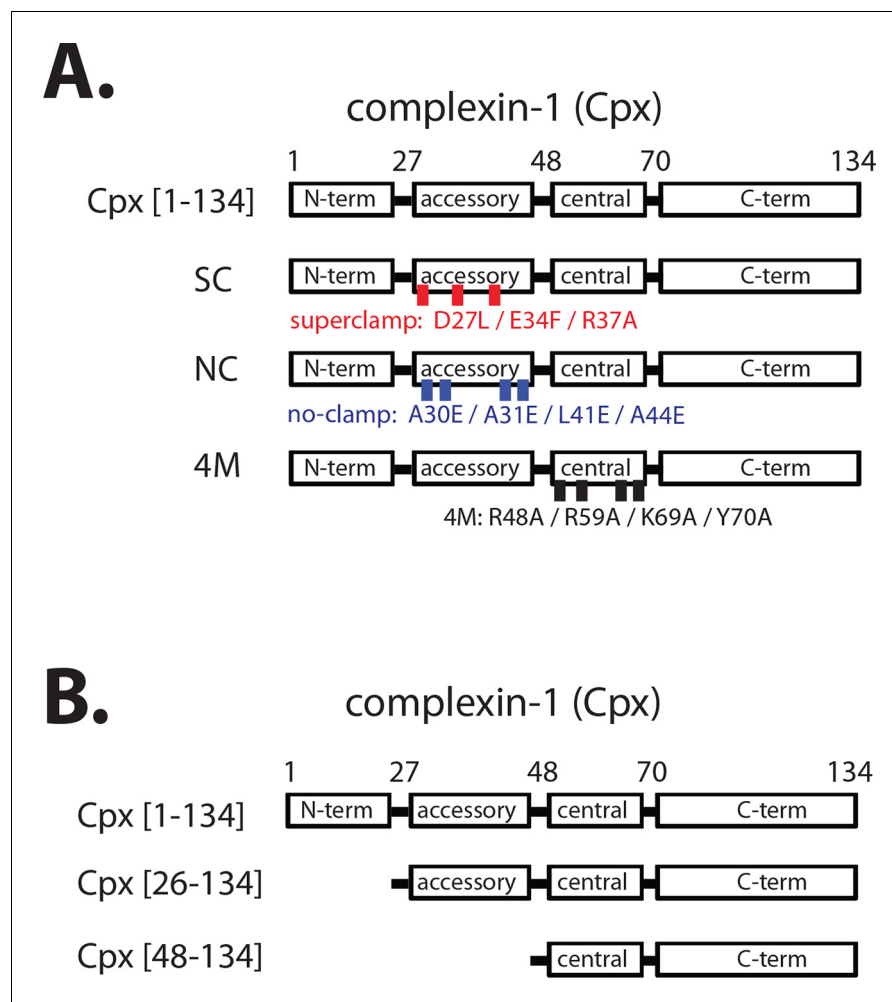 A.
complexin-1 (Cpx)
1 27 48 70 134
Cpx [1-134] N-term accessory central C-term
SC N-term accessory central C-term
superclamp: D27L / E34F / R37A
NC N-term accessory central C-term
no-clamp: A30E / A31E / L41E / A44E
4M N-term accessory central C-term
4M: R48A / R59A / K69A / Y70A
B.
complexin-1 (Cpx)
1 27 48 70 134
Cpx [1-134] N-term accessory central C-term
Cpx [26-134] accessory central C-term
Cpx [48-134] central C-term